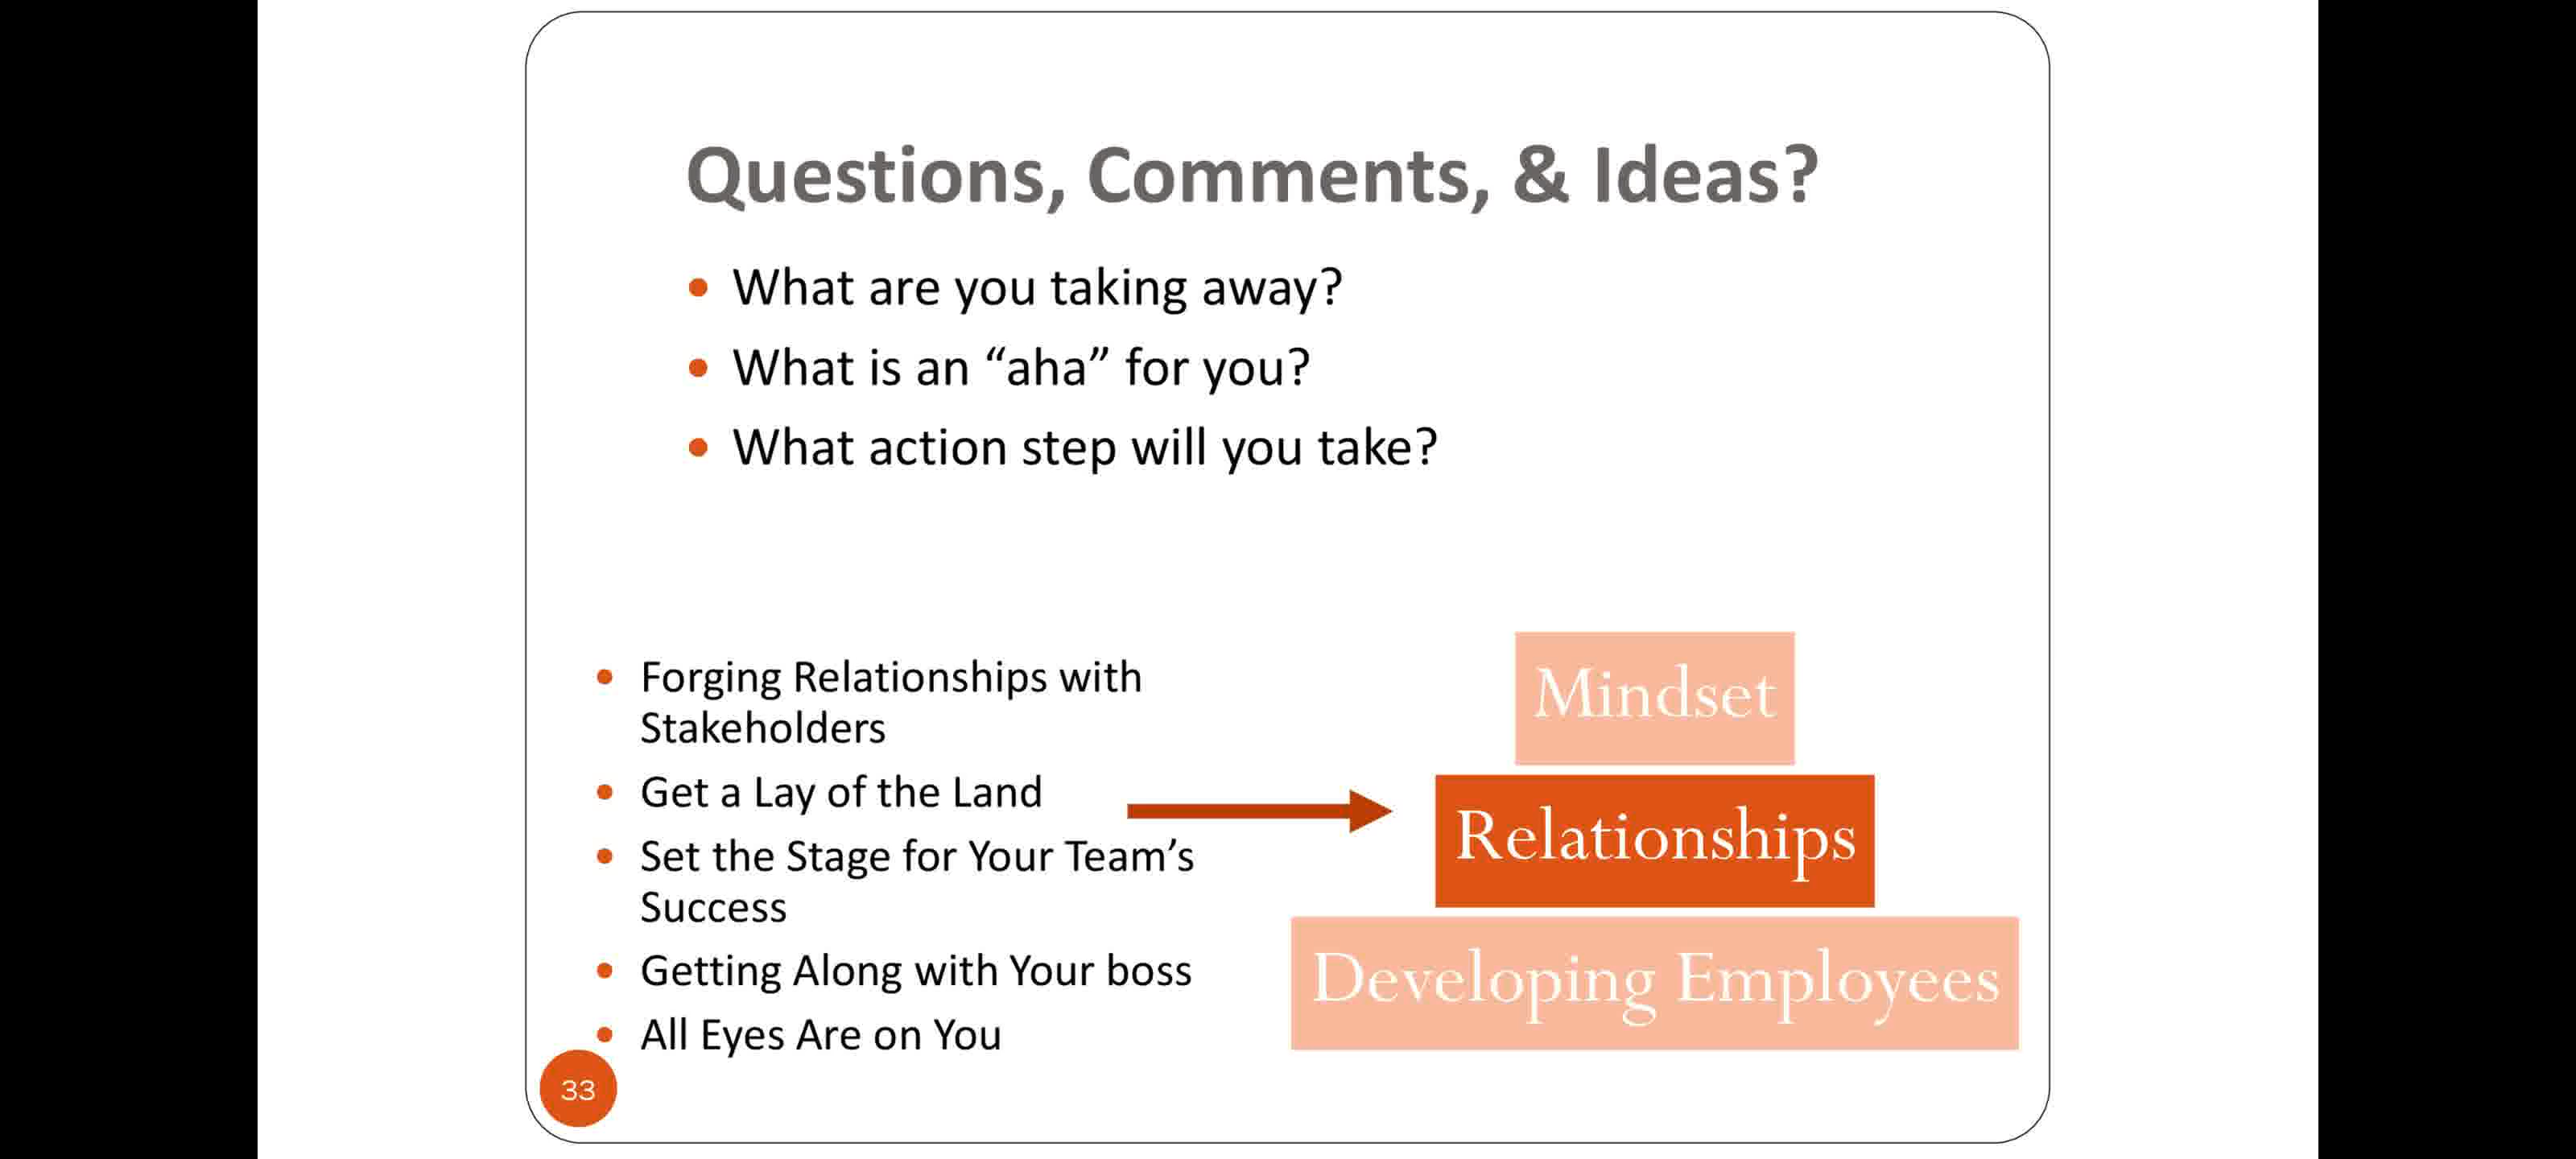 Questions, Comments, & Ideas?
• What are you taking away?
• What is an “aha” for you?
• What action step will you take?
• Forging Relationships with
Stakeholders
• Get a Lay of the Land
• Set the Stage for Your Team’s
Success
• Getting Along with Your boss
• All Eyes Are on You
Mindset
Relationships
Developing Employees
33